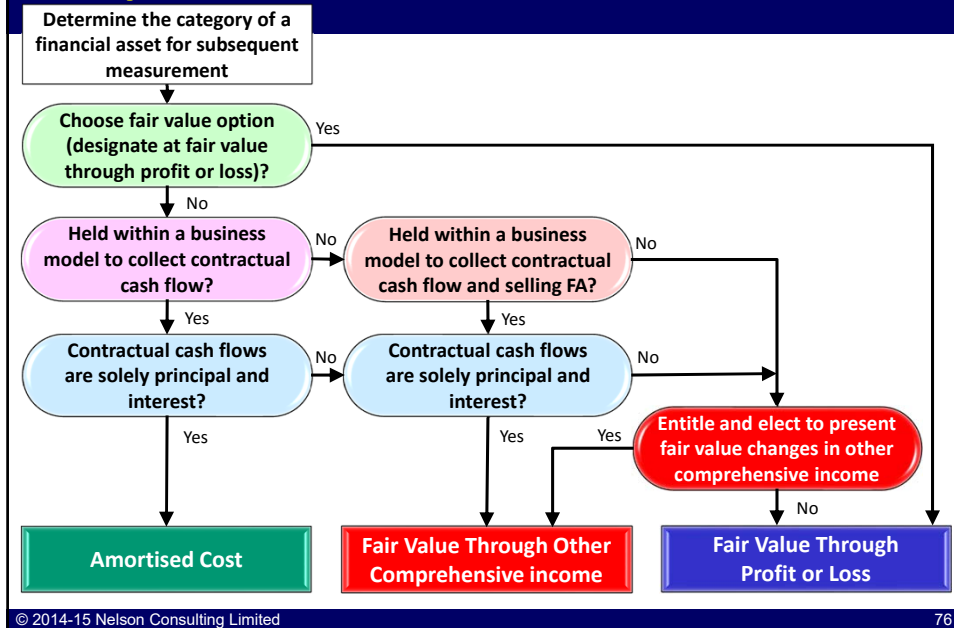 Determine the category of a
financial asset for subsequent
measurement
Choose fair value option
(designate at fair value
through profit or loss)?
Yes
No
Held within a business
model to collect contractual
cash flow?
No
Held within a business
model to collect contractual
cash flow and selling FA?
No
Yes
Yes
Contractual cash flows
are solely principal and
interest?
No
Contractual cash flows
are solely principal and
interest?
No
Yes
Yes
Yes
Entitle and elect to present
fair value changes in other
comprehensive income
No
Amortised Cost
Fair Value Through Other
Comprehensive income
Fair Value Through
Profit or Loss
© 2014-15 Nelson Consulting Limited
76